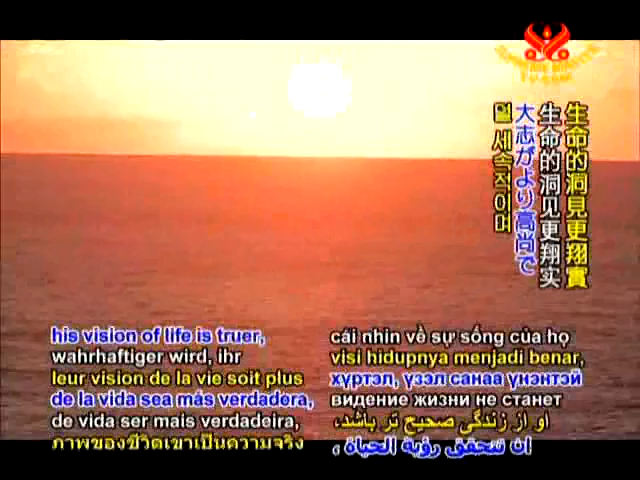 生命的洞見更翔實
生命的洞见更翔实
大志がより高尚で
덜 세속적이며
his vision of life is truer,
wahrhaftiger wird, ihr
leur vision de la vie soit plus
de la vida sea más verdadera,
de vida ser mais verdadeira,
ภาพของชีวิตเขาเป็นความจริง
cái nhìn về sự sống của họ
visi hidupnya menjadi benar,
хүртэл, үзэл санаа үнэнтэй
видение жизни не станет
او از زندگی صحیح تر باشد،
ان تتحقق رؤية الحياة ،